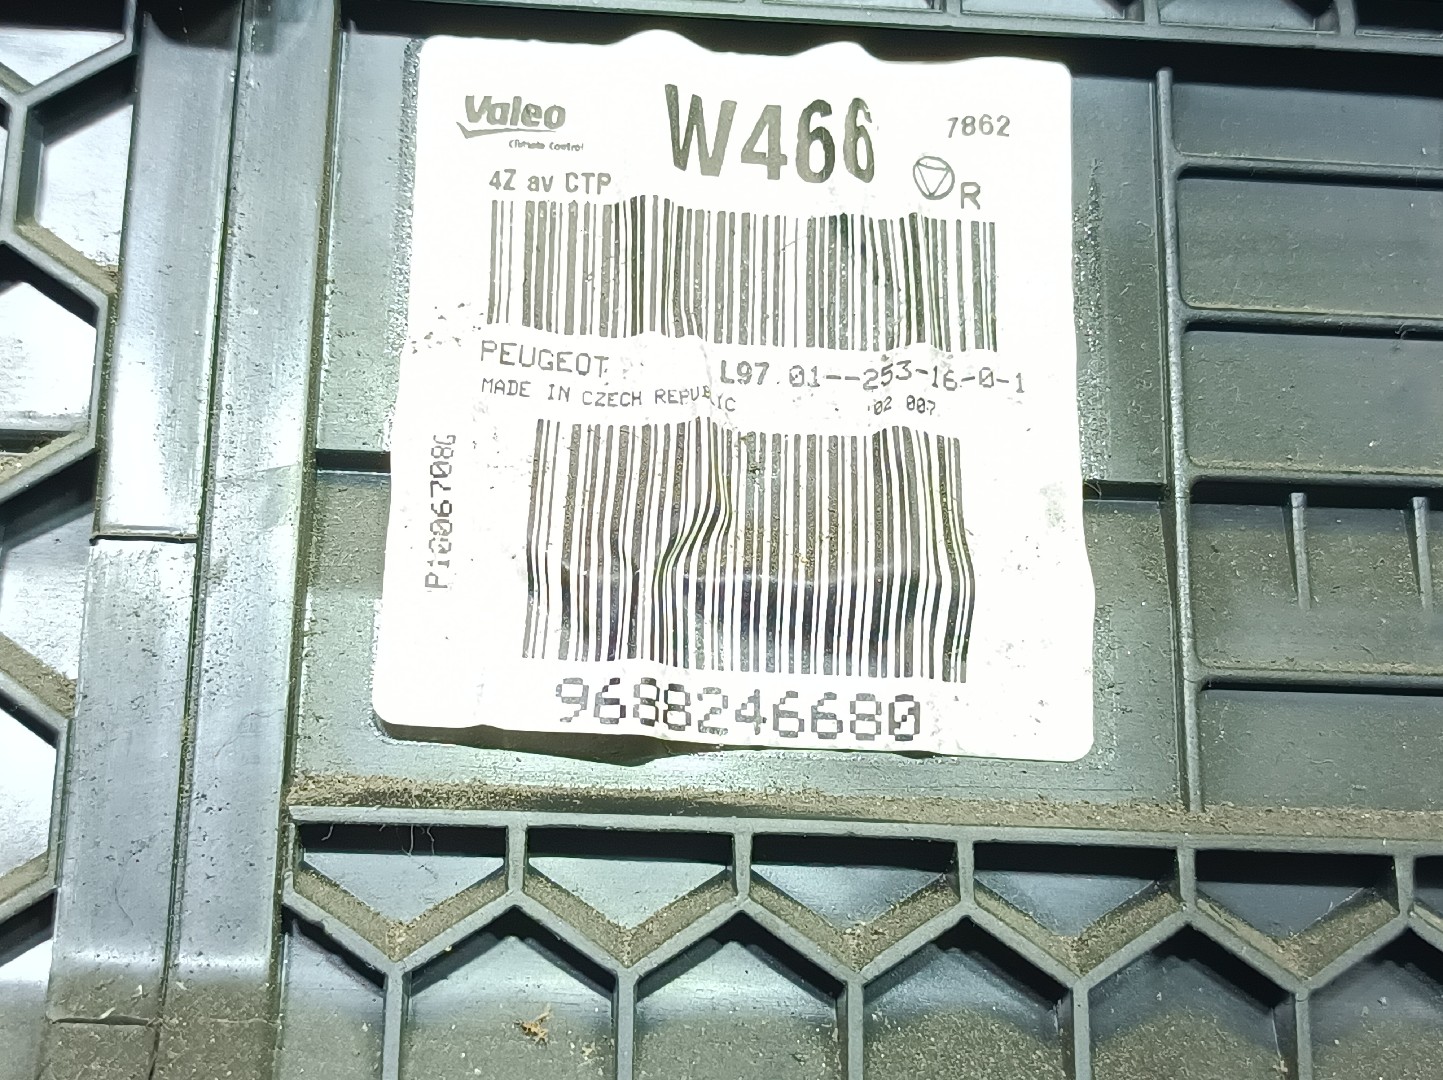 Valeo
Climate Control
W466
7862
4Z av CTP
R
PEUGEOT
L97 01--253-16-0-1
MADE IN CZECH REPUBLIC
02 007
P1006708G
9688246680